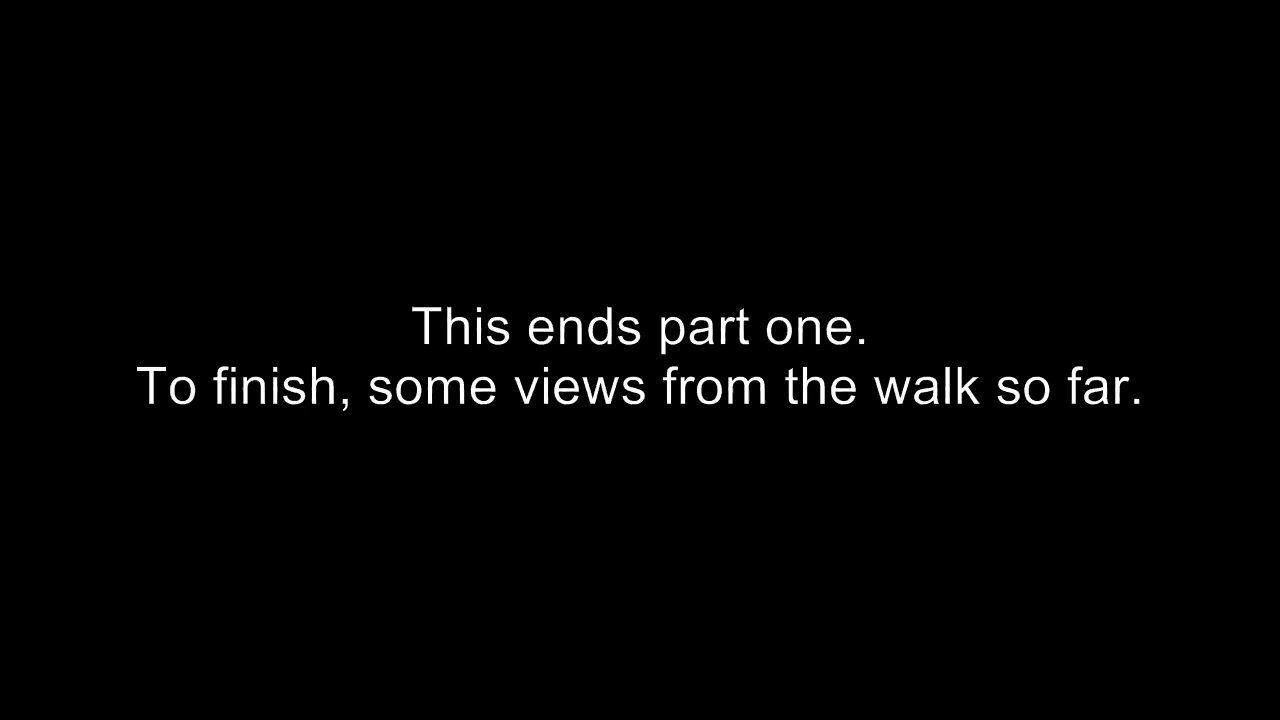 This ends part one.
To finish, some views from the walk so far.